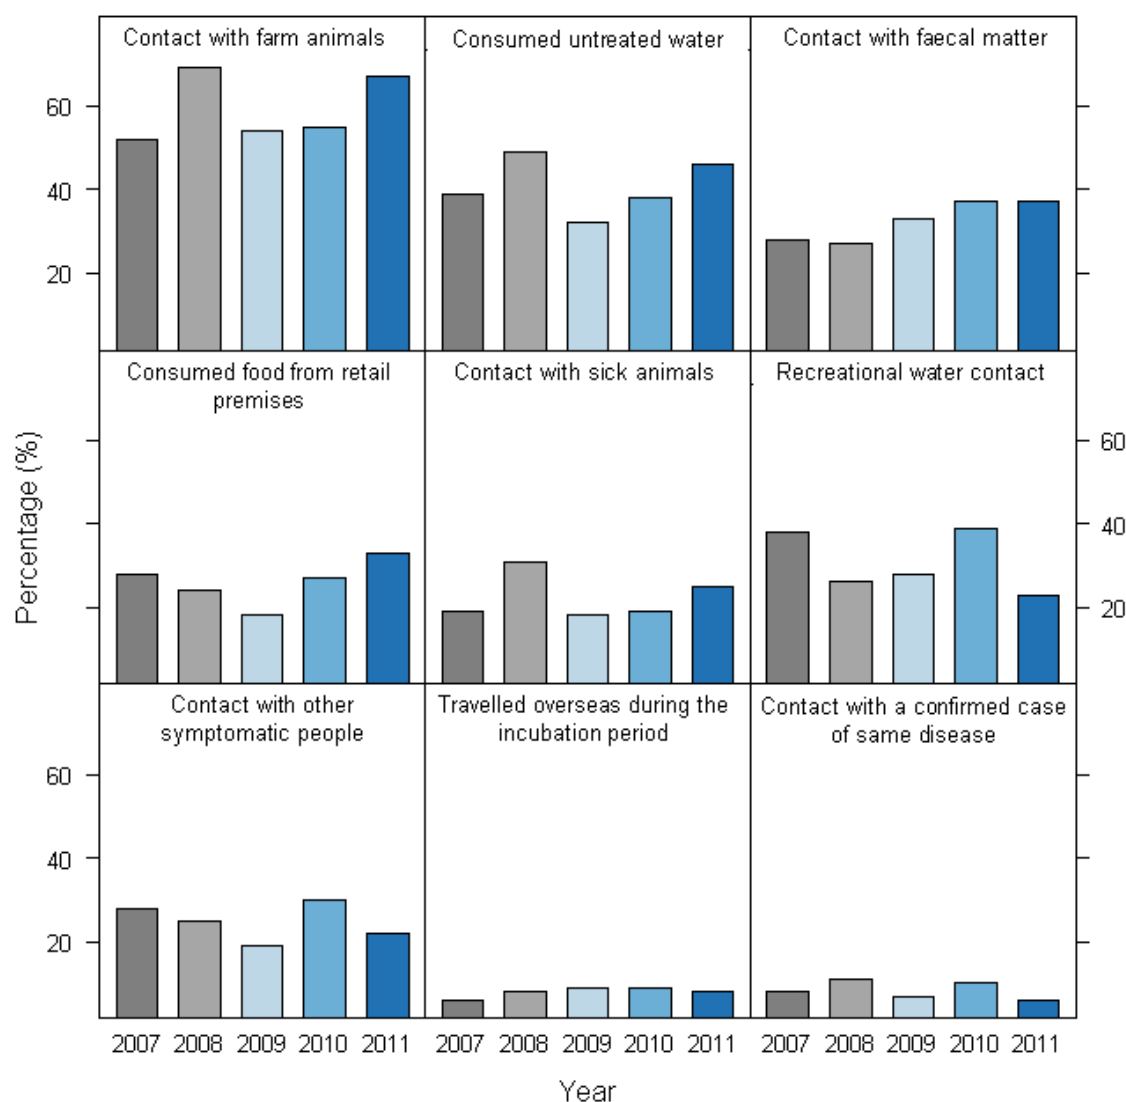 Contact with farm animals
Consumed untreated water
Contact with faecal matter
60
40
20
Consumed food from retail
premises
Contact with sick animals
Recreational water contact
60
40
20
Percentage (%)
Contact with other
symptomatic people
Travelled overseas during the
incubation period
Contact with a confirmed case
of same disease
60
40
20
2007 2008 2009 2010 2011
2007 2008 2009 2010 2011
2007 2008 2009 2010 2011
Year